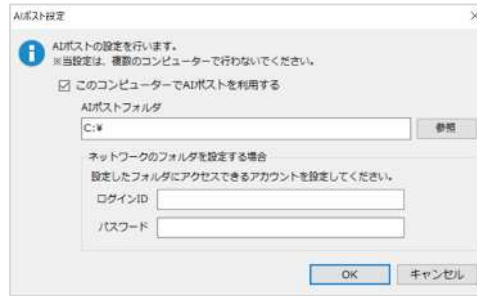 AIポスト設定
AIポストの設定を行います。
※当設定は、複数のコンピューターで行わないでください。
このコンピューターでAIポストを利用する
AIポストフォルダ
C:¥
参照
ネットワークのフォルダを設定する場合
設定したフォルダにアクセスできるアカウントを設定してください。
ログインID
パスワード
OK キャンセル